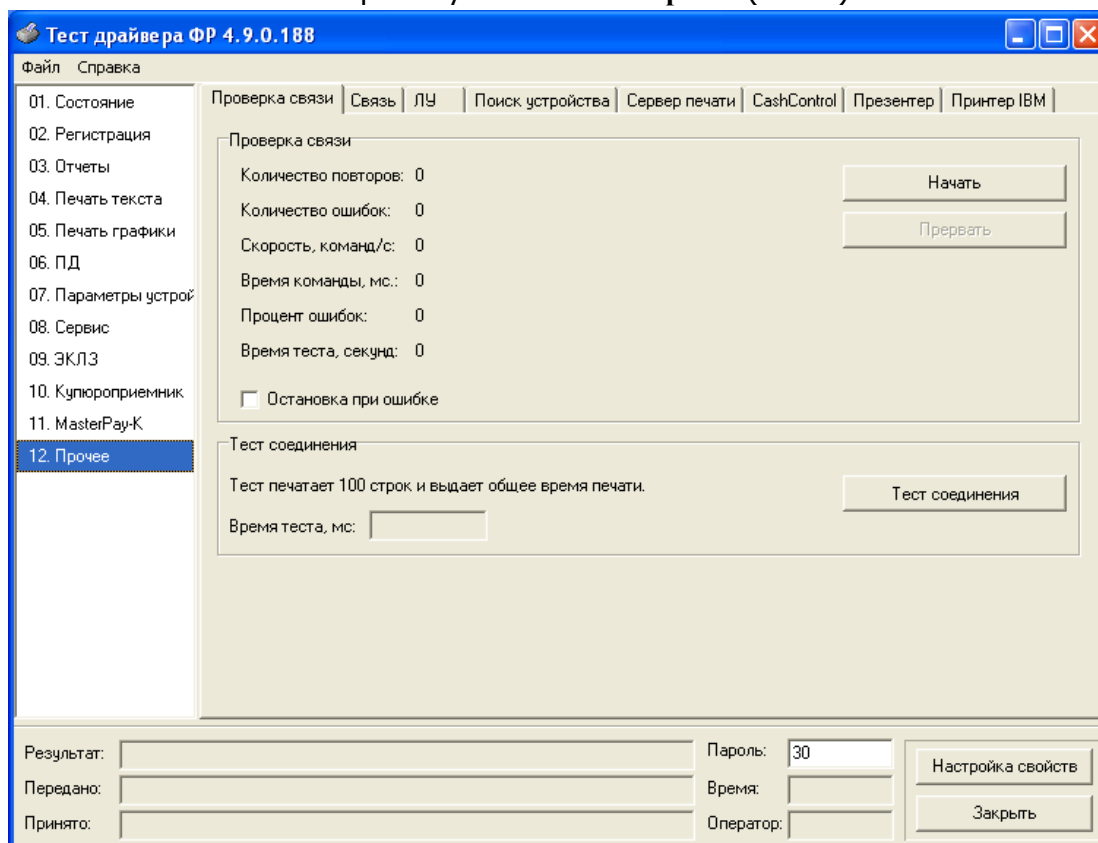 Тест драйвера ФР 4.9.0.188
Файл Справка
01. Состояние
02. Регистрация
03. Отчеты
04. Печать текста
05. Печать графики
06. ПД
07. Параметры устрой
08. Сервис
09. ЭКЛЗ
10. Купюроприемник
11. MasterPay-К
12. Прочее
Проверка связи Связь ЛУ Поиск устройства Сервер печати CashControl Презентер Принтер IBM
Проверка связи
Количество повторов: 0
Количество ошибок: 0
Скорость, команд/с: 0
Время команды, мс.: 0
Процент ошибок: 0
Время теста, секунд: 0
Остановка при ошибке
Начать
Прервать
Тест соединения
Тест печатает 100 строк и выдает общее время печати.
Время теста, мс:
Тест соединения
Результат:
Передано:
Принято:
Пароль: 30
Время:
Оператор:
Настройка свойств
Закрыть